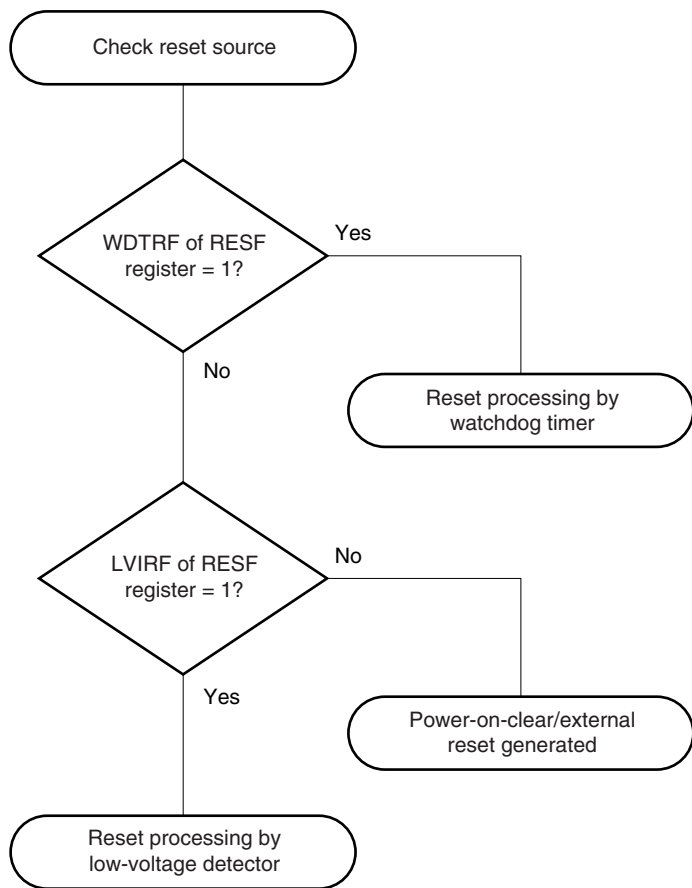 Check reset source
WDTRF of RESF
register = 1?
Yes
No
Reset processing by
watchdog timer
LVIRF of RESF
register = 1?
No
Yes
Power-on-clear/external
reset generated
Reset processing by
low-voltage detector